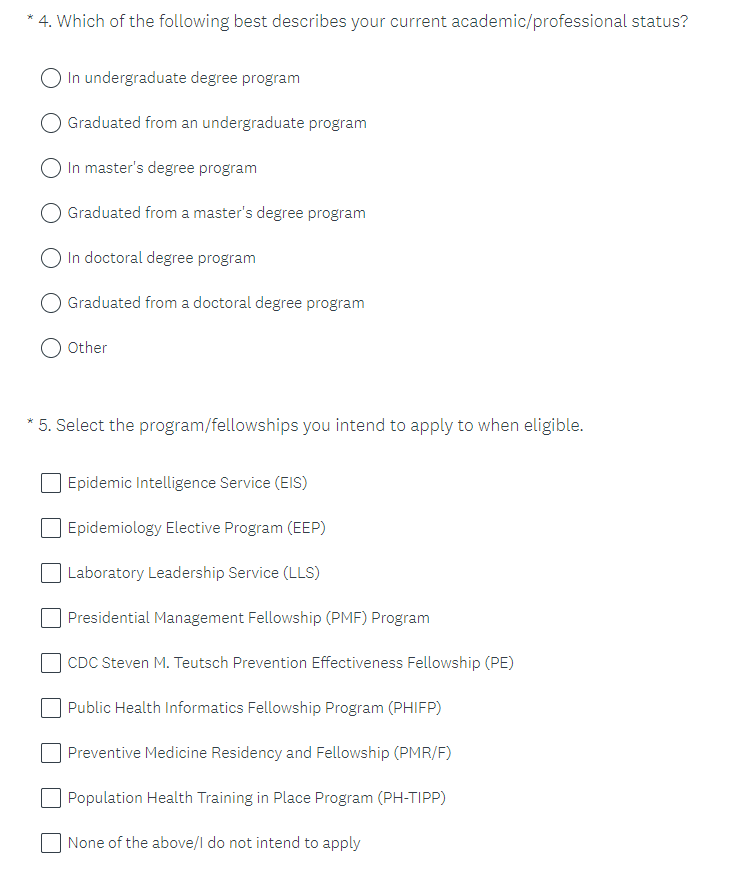 * 4. Which of the following best describes your current academic/professional status?
In undergraduate degree program
Graduated from an undergraduate program
In master's degree program
Graduated from a master's degree program
In doctoral degree program
Graduated from a doctoral degree program
Other
* 5. Select the program/fellowships you intend to apply to when eligible.
Epidemic Intelligence Service (EIS)
Epidemiology Elective Program (EEP)
Laboratory Leadership Service (LLS)
Presidential Management Fellowship (PMF) Program
CDC Steven M. Teutsch Prevention Effectiveness Fellowship (PE)
Public Health Informatics Fellowship Program (PHIFP)
Preventive Medicine Residency and Fellowship (PMR/F)
Population Health Training in Place Program (PH-TIPP)
None of the above/I do not intend to apply